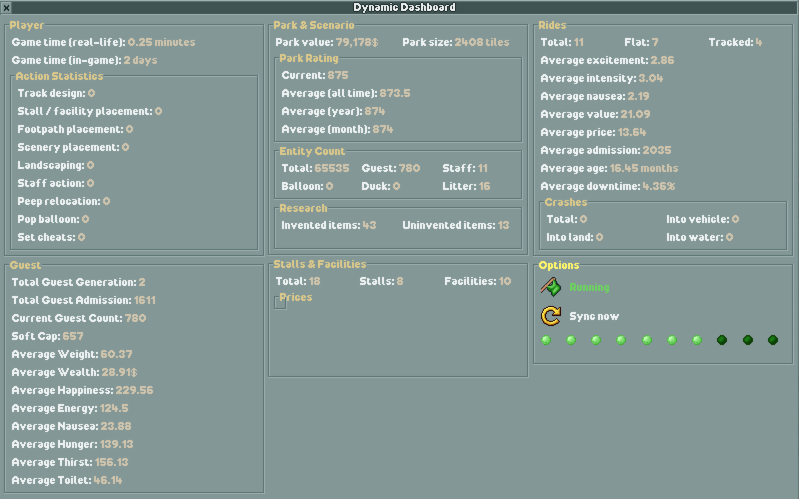 Dynamic Dashboard
Player
Game time (real-life): 0.25 minutes
Game time (in-game): 2 days
Action Statistics
Track design: 0
Stall / facility placement: 0
Footpath placement: 0
Scenery placement: 0
Landscaping: 0
Staff action: 0
Peep relocation: 0
Pop balloon: 0
Set cheats: 0
Guest
Total Guest Generation: 2
Total Guest Admission: 1611
Current Guest Count: 780
Soft Cap: 657
Average Weight: 60.37
Average Wealth: 28.91$
Average Happiness: 229.56
Average Energy: 124.5
Average Nausea: 23.88
Average Hunger: 139.13
Average Thirst: 156.13
Average Toilet: 46.14
Park & Scenario
Park value: 79,178$ Park size: 2408 tiles
Park Rating
Current: 875
Average (all time): 873.5
Average (year): 874
Average (month): 874
Entity Count
Total: 65535 Guest: 780 Staff: 11
Balloon: 0 Duck: 0 Litter: 16
Research
Invented items: 43 Uninvented items: 13
Stalls & Facilities
Total: 18 Stalls: 8 Facilities: 10
Prices
Rides
Total: 11 Flat: 7 Tracked: 4
Average excitement: 2.86
Average intensity: 3.04
Average nausea: 2.19
Average value: 21.09
Average price: 13.64
Average admission: 2035
Average age: 16.45 months
Average downtime: 4.36%
Crashes
Total: 0 Into vehicle: 0
Into land: 0 Into water: 0
Options
Running
Sync now